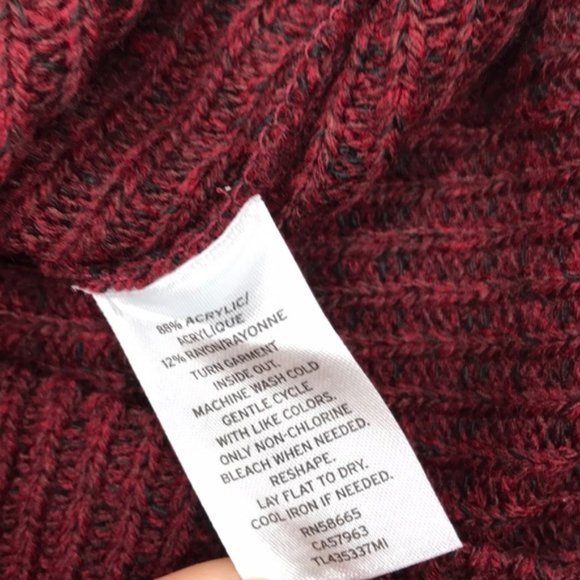 88% ACRYLIC/
ACRYLIQUE
12% RAYON/RAYONNE
TURN GARMENT
INSIDE OUT.
MACHINE WASH COLD
GENTLE CYCLE
WITH LIKE COLORS.
ONLY NON-CHLORINE
BLEACH WHEN NEEDED.
RESHAPE.
LAY FLAT TO DRY.
COOL IRON IF NEEDED.
RN58665
CA57963
TL435337MI